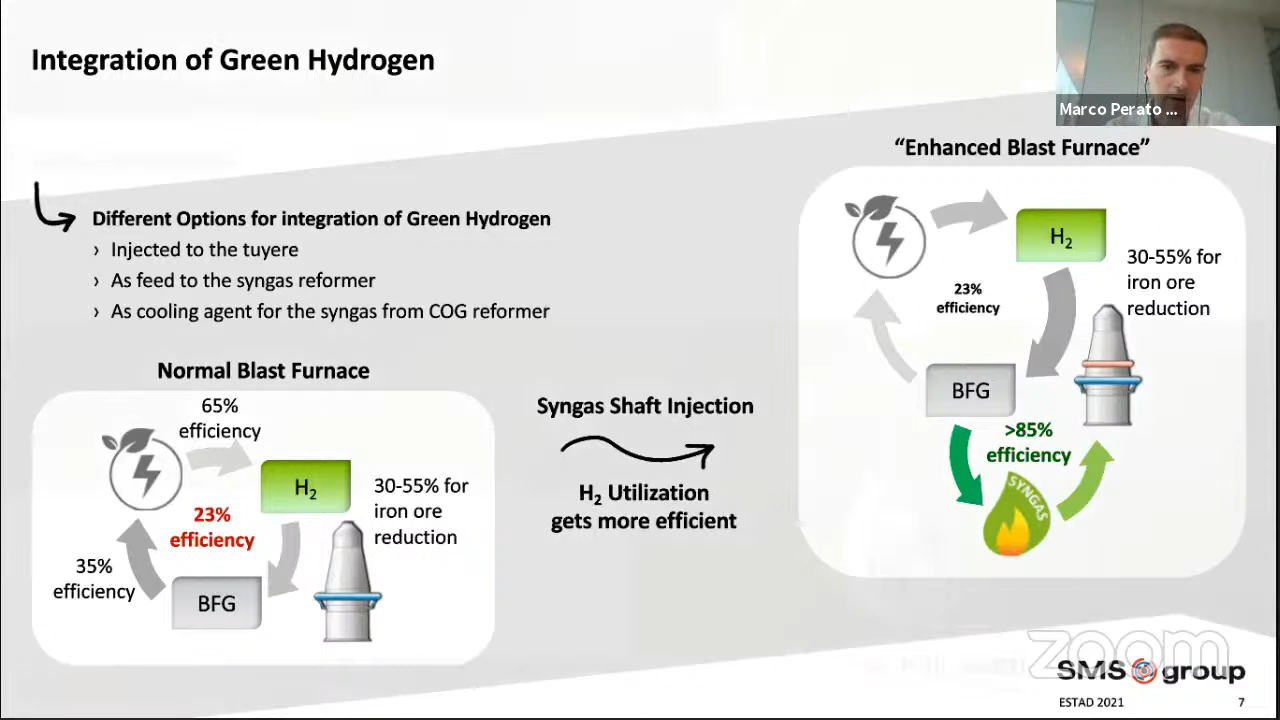 Integration of Green Hydrogen
Marco Perato ...
Different Options for integration of Green Hydrogen
› Injected to the tuyere
› As feed to the syngas reformer
› As cooling agent for the syngas from COG reformer
Normal Blast Furnace
65%
efficiency
H₂
30-55% for
iron ore
reduction
23%
efficiency
35%
efficiency
BFG
Syngas Shaft Injection
H₂ Utilization
gets more efficient
“Enhanced Blast Furnace”
H₂
30-55% for
iron ore
reduction
23%
efficiency
BFG
>85%
efficiency
SYNGAS
zoom
SMS group
ESTAD 2021
7